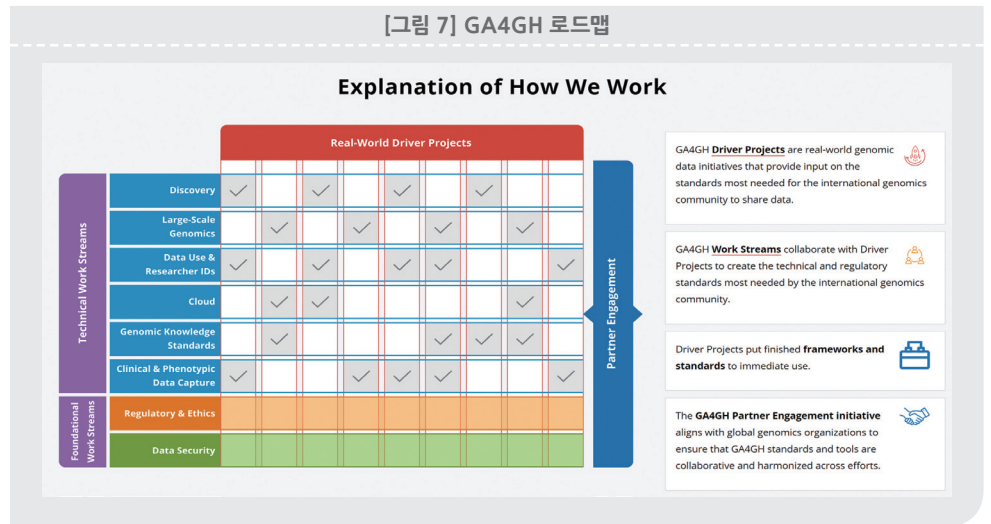 [그림 7] GA4GH 로드맵
Explanation of How We Work
Real-World Driver Projects
Technical Work Streams
Discovery
Large-Scale
Genomics
Data Use &
Researcher IDs
Cloud
Genomic Knowledge
Standards
Clinical & Phenotypic
Data Capture
Foundational
Work Streams
Regulatory & Ethics
Data Security
Partner Engagement
GA4GH Driver Projects are real-world genomic
data initiatives that provide input on the
standards most needed for the international genomics
community to share data.
GA4GH Work Streams collaborate with Driver
Projects to create the technical and regulatory
standards most needed by the international genomics
community.
Driver Projects put finished frameworks and
standards to immediate use.
The GA4GH Partner Engagement initiative
aligns with global genomics organizations to
ensure that GA4GH standards and tools are
collaborative and harmonized across efforts.